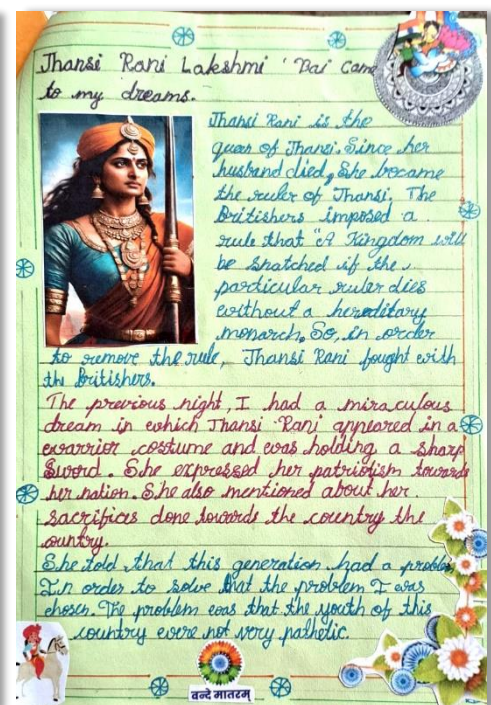 Jhansi Rani Lakshmi 'Bai came
to my dreams.
Jhansi Rani is the
queen of Jhansi. Since her
husband died, She became
the ruler of Jhansi. The
Britishers imposed a
rule that "A Kingdom will
be snatched if the
particular ruler dies
without a hereditary
monarch. So, in order
to remove the rule, Jhansi Rani fought with
the Britishers.
The previous night, I had a miraculous
dream in which Jhansi Rani appeared in a
warrior costume and was holding a sharp
Sword. She expressed her patriotism towards
her nation. She also mentioned about her
sacrifices done towards the country the
country.
She told that this generation had a problem
In order to solve that the problem I was
chosen. The problem was that the youth of this
country were not very pathetic.
वन्दे मातरम्